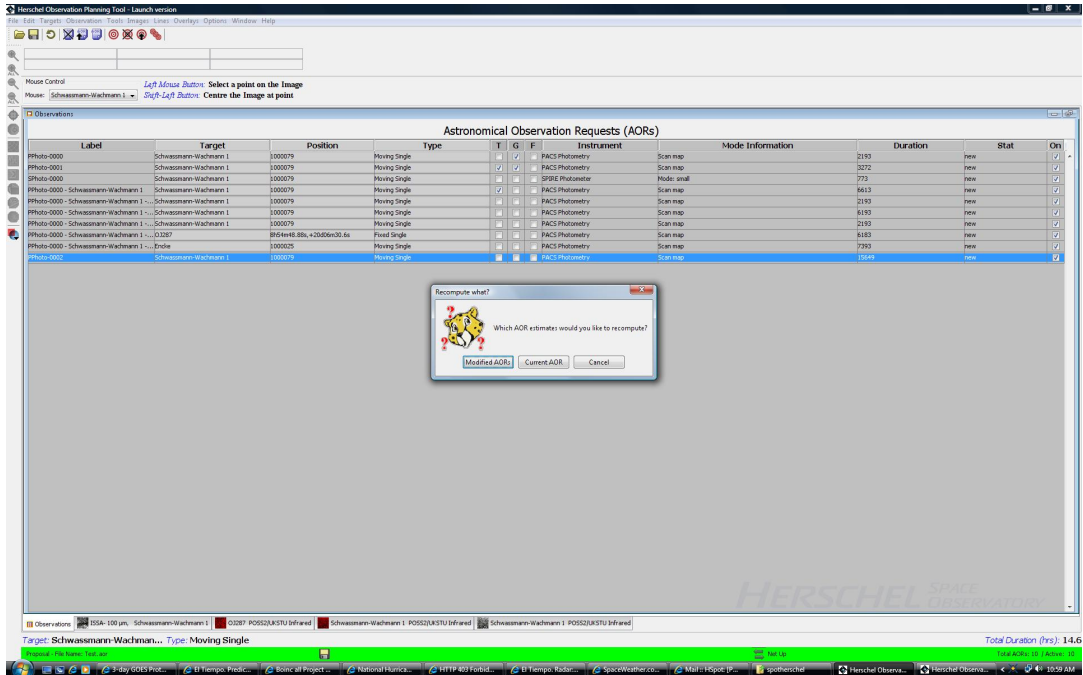 Herschel Observation Planning Tool - Launch version
File Edit Targets Observation Tools Images Lines Overlays Options Window Help
Mouse Control
Mouse: Schwassmann-Wachmann 1
Left Mouse Button: Select a point on the Image
Shift-Left Button: Centre the Image at point
Observations
Astronomical Observation Requests (AORs)
Label Target Position Type T G F Instrument Mode Information Duration Stat On
PPhoto-0000 Schwassmann-Wachmann 1 1000079 Moving Single PACS Photometry Scan map 2193 new
PPhoto-0001 Schwassmann-Wachmann 1 1000079 Moving Single PACS Photometry Scan map 3272 new
SPhoto-0000 Schwassmann-Wachmann 1 1000079 Moving Single SPIRE Photometer Mode: small 773 new
PPhoto-0000 - Schwassmann-Wachmann 1 Schwassmann-Wachmann 1 1000079 Moving Single PACS Photometry Scan map 6613 new
PPhoto-0000 - Schwassmann-Wachmann 1 -... Schwassmann-Wachmann 1 1000079 Moving Single PACS Photometry Scan map 2193 new
PPhoto-0000 - Schwassmann-Wachmann 1 -... Schwassmann-Wachmann 1 1000079 Moving Single PACS Photometry Scan map 6193 new
PPhoto-0000 - Schwassmann-Wachmann 1 -... Schwassmann-Wachmann 1 1000079 Moving Single PACS Photometry Scan map 2193 new
PPhoto-0000 - Schwassmann-Wachmann 1 -... OJ287 8h54m48.88s,+20d06m30.6s Fixed Single PACS Photometry Scan map 6183 new
PPhoto-0000 - Schwassmann-Wachmann 1 -... Encke 1000025 Moving Single PACS Photometry Scan map 7393 new
PPhoto-0002 Schwassmann-Wachmann 1 1000079 Moving Single PACS Photometry Scan map 15649 new
Recompute what?
Which AOR estimates would you like to recompute?
Modified AORs Current AOR Cancel
HERSCHEL SPACE OBSERVATORY
Observations ISSA- 100 µm, Schwassmann-Wachmann 1 OJ287 POSS2/UKSTU Infrared Schwassmann-Wachmann 1 POSS2/UKSTU Infrared Schwassmann-Wachmann 1 POSS2/UKSTU Infrared
Target: Schwassmann-Wachman... Type: Moving Single Total Duration (hrs): 14.6
Proposal - File Name: Test.aor Net Up Total AORs: 10 / Active: 10
3-day GOES Prot... El Tiempo. Predic... Boinc all Project ... National Hurrica... HTTP 403 Forbid... El Tiempo. Radar:... SpaceWeather.co... Mail :: HSpot: [P... spotherschel Herschel Observa... Herschel Observa... 10:59 AM